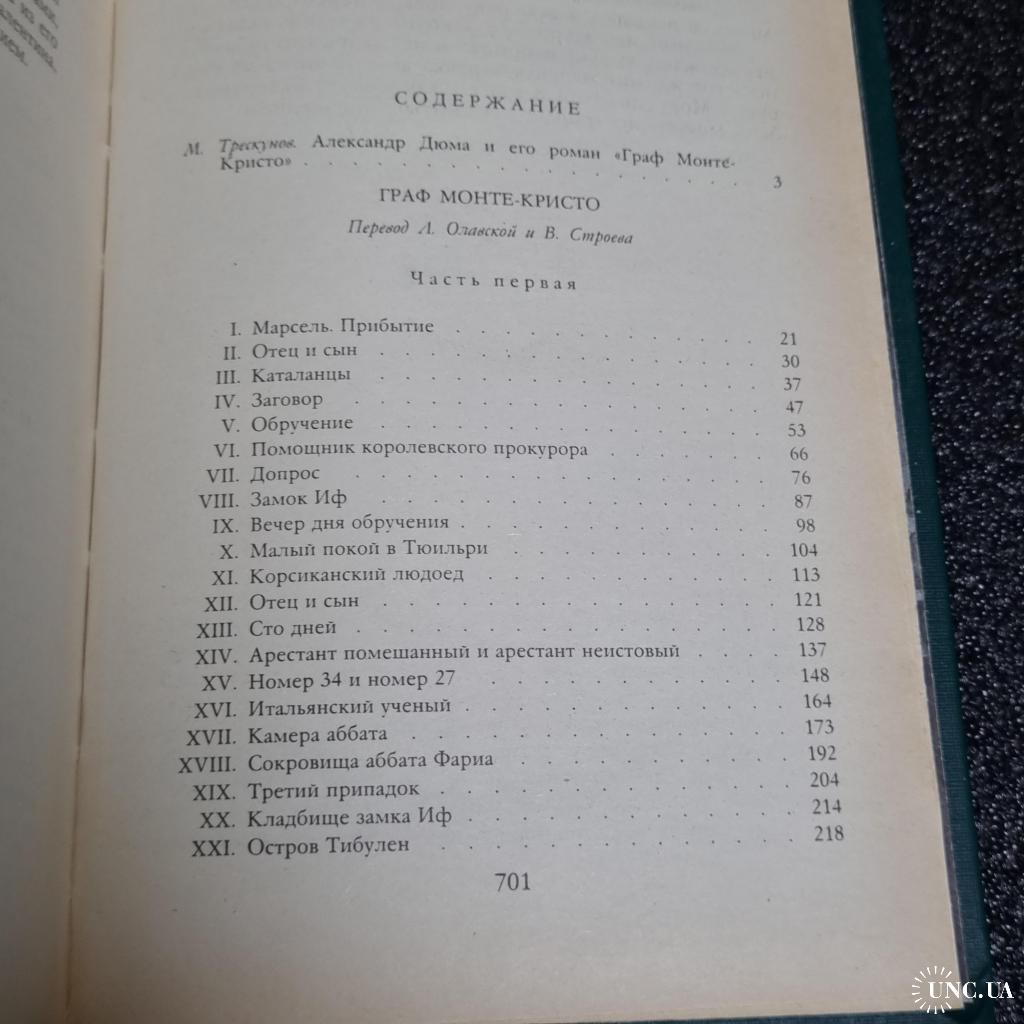 из его
СОДЕРЖАНИЕ
М. Трескунов. Александр Дюма и его роман «Граф Монте-
Кристо» . . . . . . . . . . . . . . . . . . 3
ГРАФ МОНТЕ-КРИСТО
Перевод Л. Олавской и В. Строева
Часть первая
I. Марсель. Прибытие . . . . . . . . . . . . 21
II. Отец и сын . . . . . . . . . . . . . . . 30
III. Каталанцы . . . . . . . . . . . . . . . 37
IV. Заговор . . . . . . . . . . . . . . . . 47
V. Обручение . . . . . . . . . . . . . . . 53
VI. Помощник королевского прокурора . . . . . . 66
VII. Допрос . . . . . . . . . . . . . . . . 76
VIII. Замок Иф . . . . . . . . . . . . . . . 87
IX. Вечер дня обручения . . . . . . . . . . . . 98
X. Малый покой в Тюильри . . . . . . . . . . 104
XI. Корсиканский людоед . . . . . . . . . . . 113
XII. Отец и сын . . . . . . . . . . . . . . . 121
XIII. Сто дней . . . . . . . . . . . . . . . . 128
XIV. Арестант помешанный и арестант неистовый . . . . 137
XV. Номер 34 и номер 27 . . . . . . . . . . . 148
XVI. Итальянский ученый . . . . . . . . . . . . 164
XVII. Камера аббата . . . . . . . . . . . . . . 173
XVIII. Сокровища аббата Фариа . . . . . . . . . . 192
XIX. Третий припадок . . . . . . . . . . . . . 204
XX. Кладбище замка Иф . . . . . . . . . . . . 214
XXI. Остров Тибулен . . . . . . . . . . . . . 218
701
UNC.UA